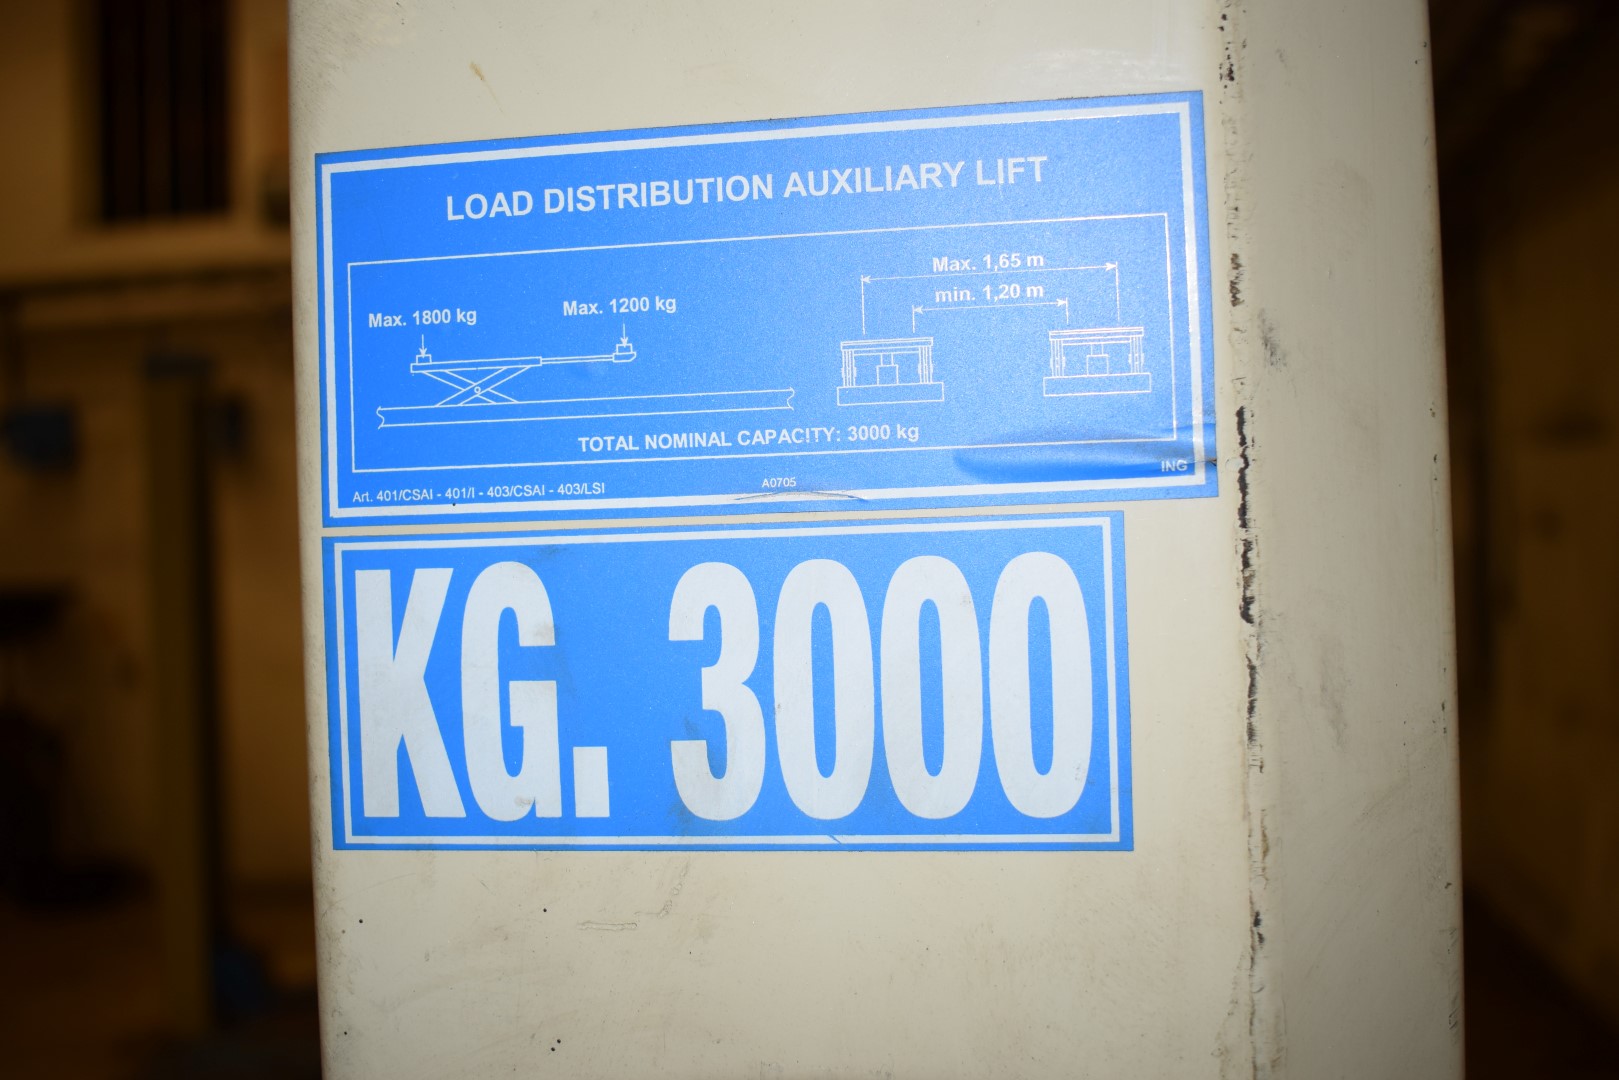 LOAD DISTRIBUTION AUXILIARY LIFT
Max. 1800 kg
Max. 1200 kg
Max. 1,65 m
min. 1,20 m
TOTAL NOMINAL CAPACITY: 3000 kg
Art. 401/CSAI - 401/I - 403/CSAI - 403/LSI
A0705
ING
KG. 3000